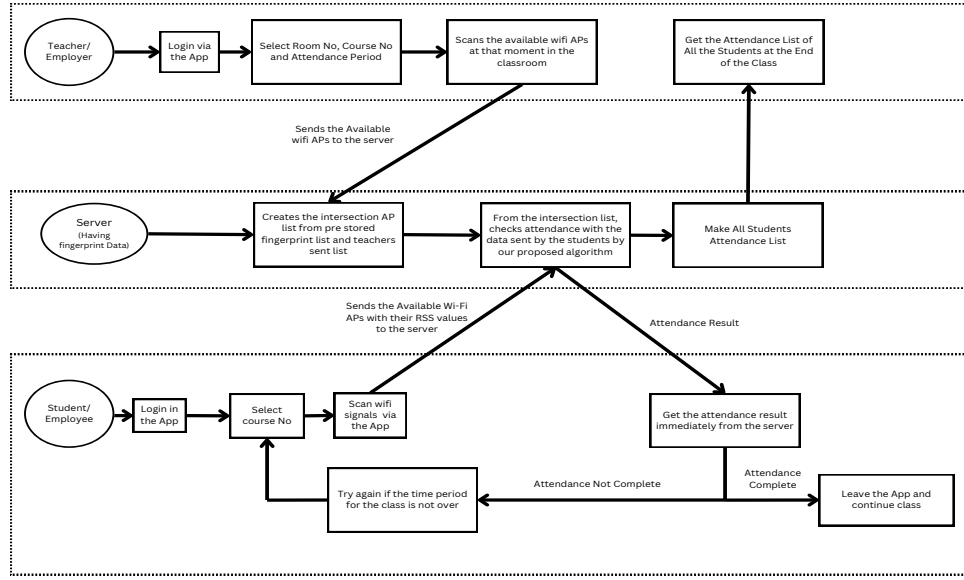 Teacher/
Employer
Login via
the App
Select Room No, Course No
and Attendance Period
Scans the available wifi APs
at that moment in the
classroom
Get the Attendance List of
All the Students at the End
of the Class
Sends the Available
wifi APs to the server
Server
(Having
fingerprint Data)
Creates the intersection AP
list from pre stored
fingerprint list and teachers
sent list
From the intersection list,
checks attendance with the
data sent by the students by
our proposed algorithm
Make All Students
Attendance List
Sends the Available Wi-Fi
APs with their RSS values
to the server
Attendance Result
Student/
Employee
Login in
the App
Select
course No
Scan wifi
signals via
the App
Get the attendance result
immediately from the server
Try again if the time period
for the class is not over
Attendance Not Complete
Attendance
Complete
Leave the App and
continue class